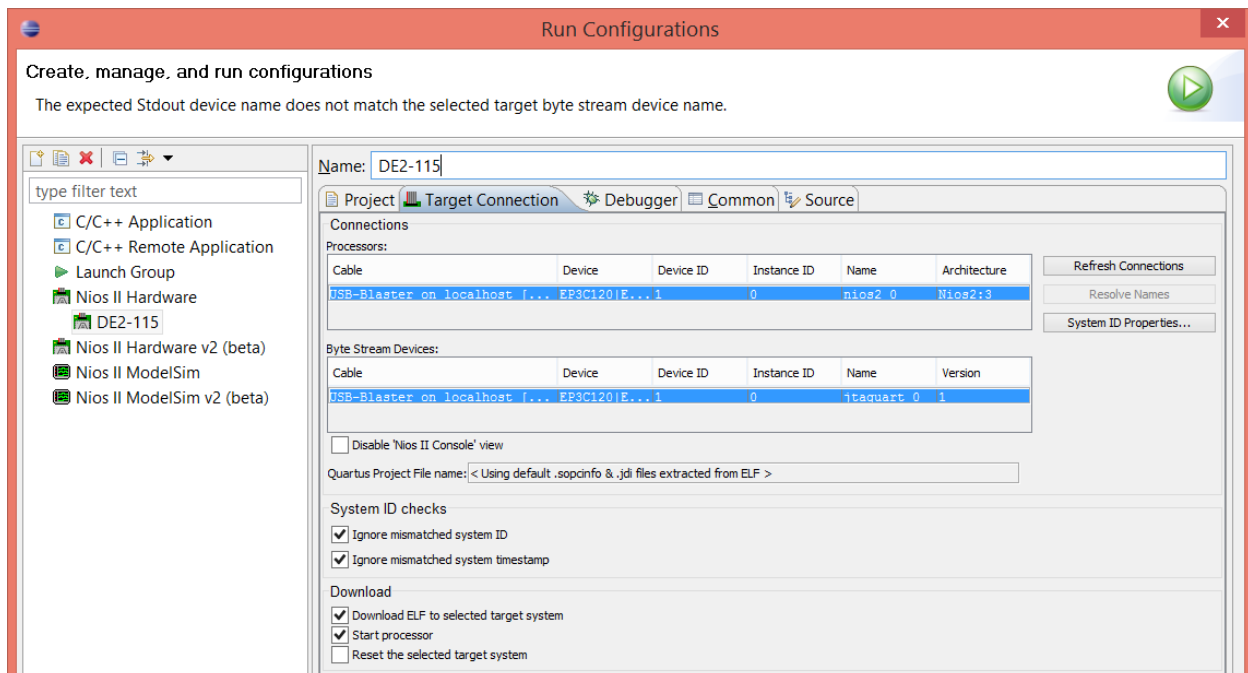 Run Configurations
Create, manage, and run configurations
The expected Stdout device name does not match the selected target byte stream device name.
Name: DE2-115
type filter text
C/C++ Application
C/C++ Remote Application
Launch Group
Nios II Hardware
DE2-115
Nios II Hardware v2 (beta)
Nios II ModelSim
Nios II ModelSim v2 (beta)
Project Target Connection Debugger Common Source
Connections
Processors:
Cable Device Device ID Instance ID Name Architecture
USB-Blaster on localhost [... EP3C120|E... 1 0 nios2_0 Nios2:3
Refresh Connections
Resolve Names
System ID Properties...
Byte Stream Devices:
Cable Device Device ID Instance ID Name Version
USB-Blaster on localhost [... EP3C120|E... 1 0 jtaguart_0 1
Disable 'Nios II Console' view
Quartus Project File name: < Using default .sopcinfo & .jdi files extracted from ELF >
System ID checks
Ignore mismatched system ID
Ignore mismatched system timestamp
Download
Download ELF to selected target system
Start processor
Reset the selected target system